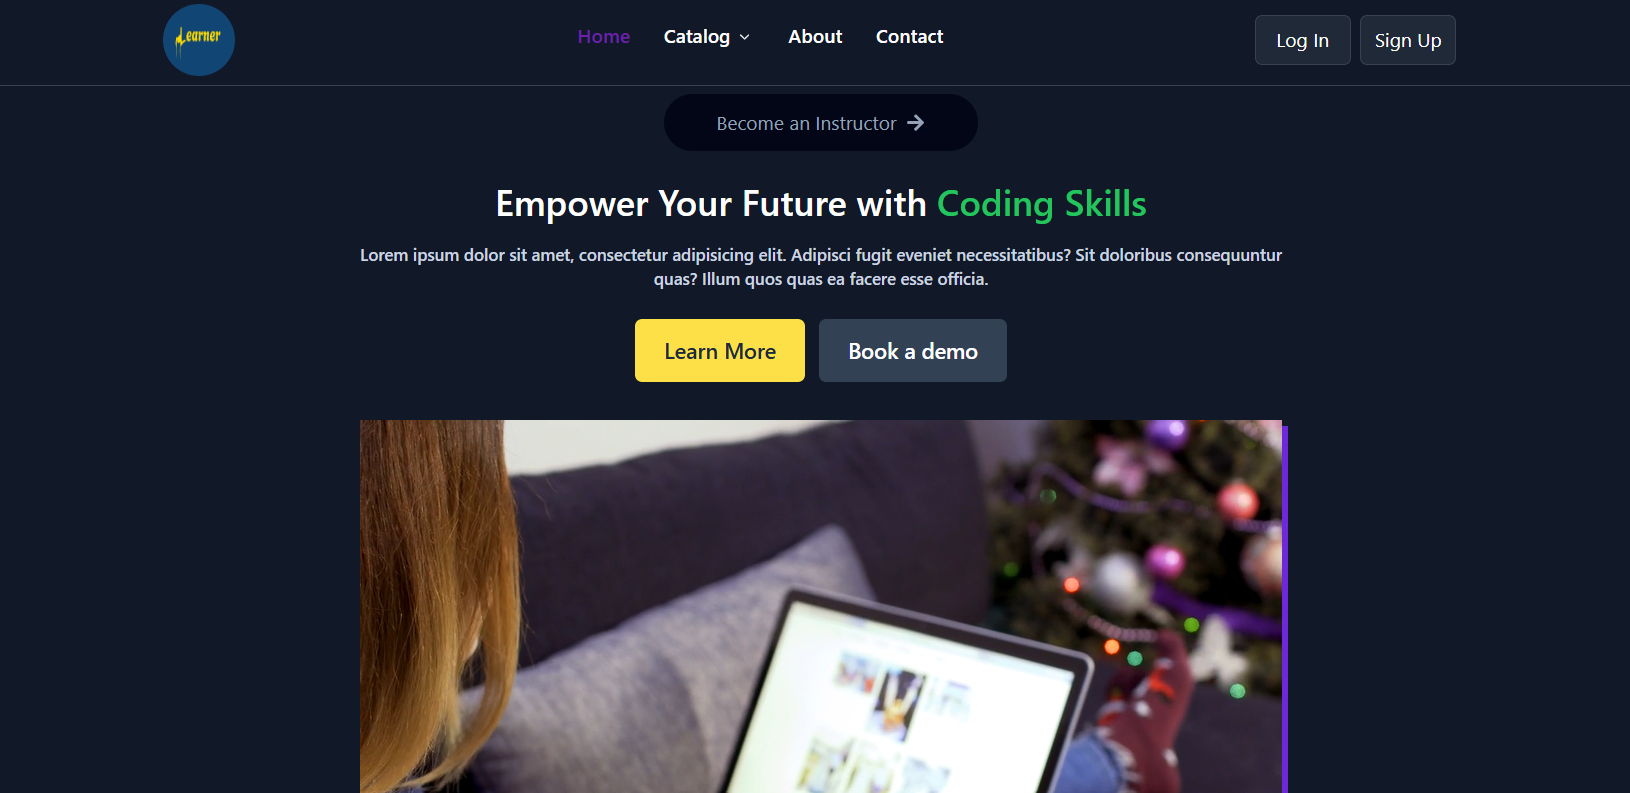 Learner
Home Catalog About Contact
Log In Sign Up
Become an Instructor
Empower Your Future with Coding Skills
Lorem ipsum dolor sit amet, consectetur adipisicing elit. Adipisci fugit eveniet necessitatibus? Sit doloribus consequuntur
quas? Illum quos quas ea facere esse officia.
Learn More Book a demo